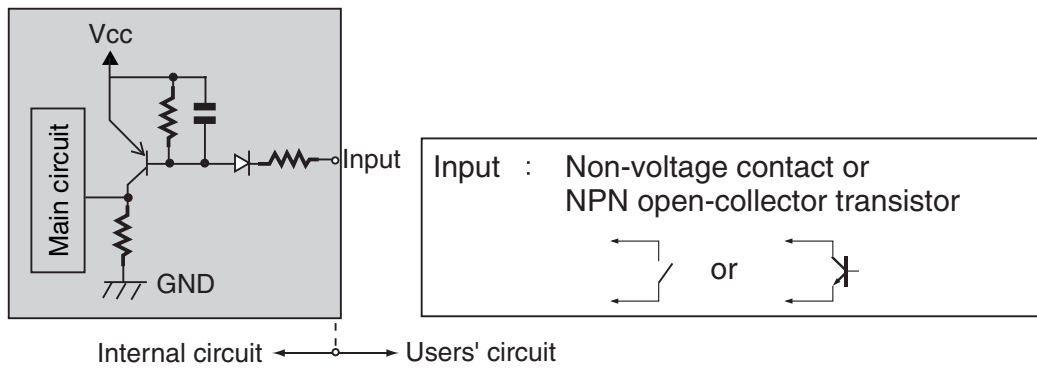 Vcc
Main circuit
Input
GND
Internal circuit
Users' circuit
Input : Non-voltage contact or
NPN open-collector transistor
or